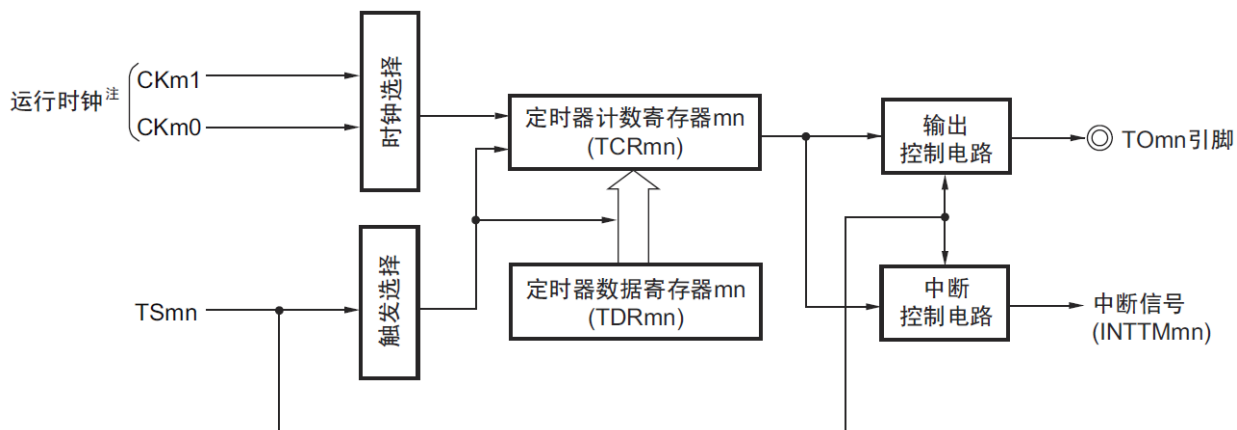 运行时钟注
CKm1
CKm0
时钟选择
定时器计数寄存器mn
(TCRmn)
输出
控制电路
TOmn引脚
TSmn
触发选择
定时器数据寄存器mn
(TDRmn)
中断
控制电路
中断信号
(INTTMmn)